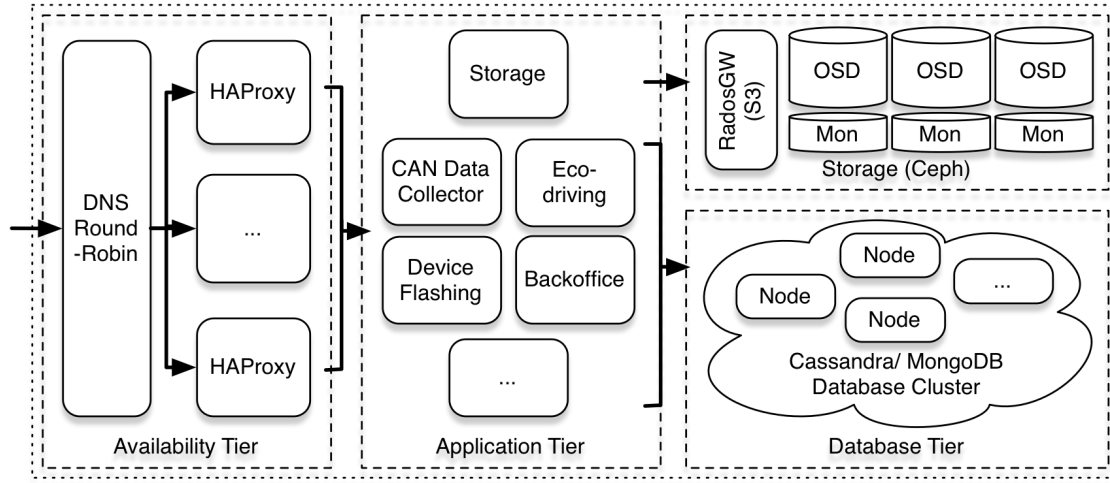 DNS
Round
-Robin
HAProxy
...
HAProxy
Availability Tier
Storage
CAN Data
Collector
Eco-
driving
Device
Flashing
Backoffice
...
Application Tier
RadosGW
(S3)
OSD
OSD
OSD
Mon
Mon
Mon
Storage (Ceph)
Node
Node
...
Node
Cassandra/ MongoDB
Database Cluster
Database Tier